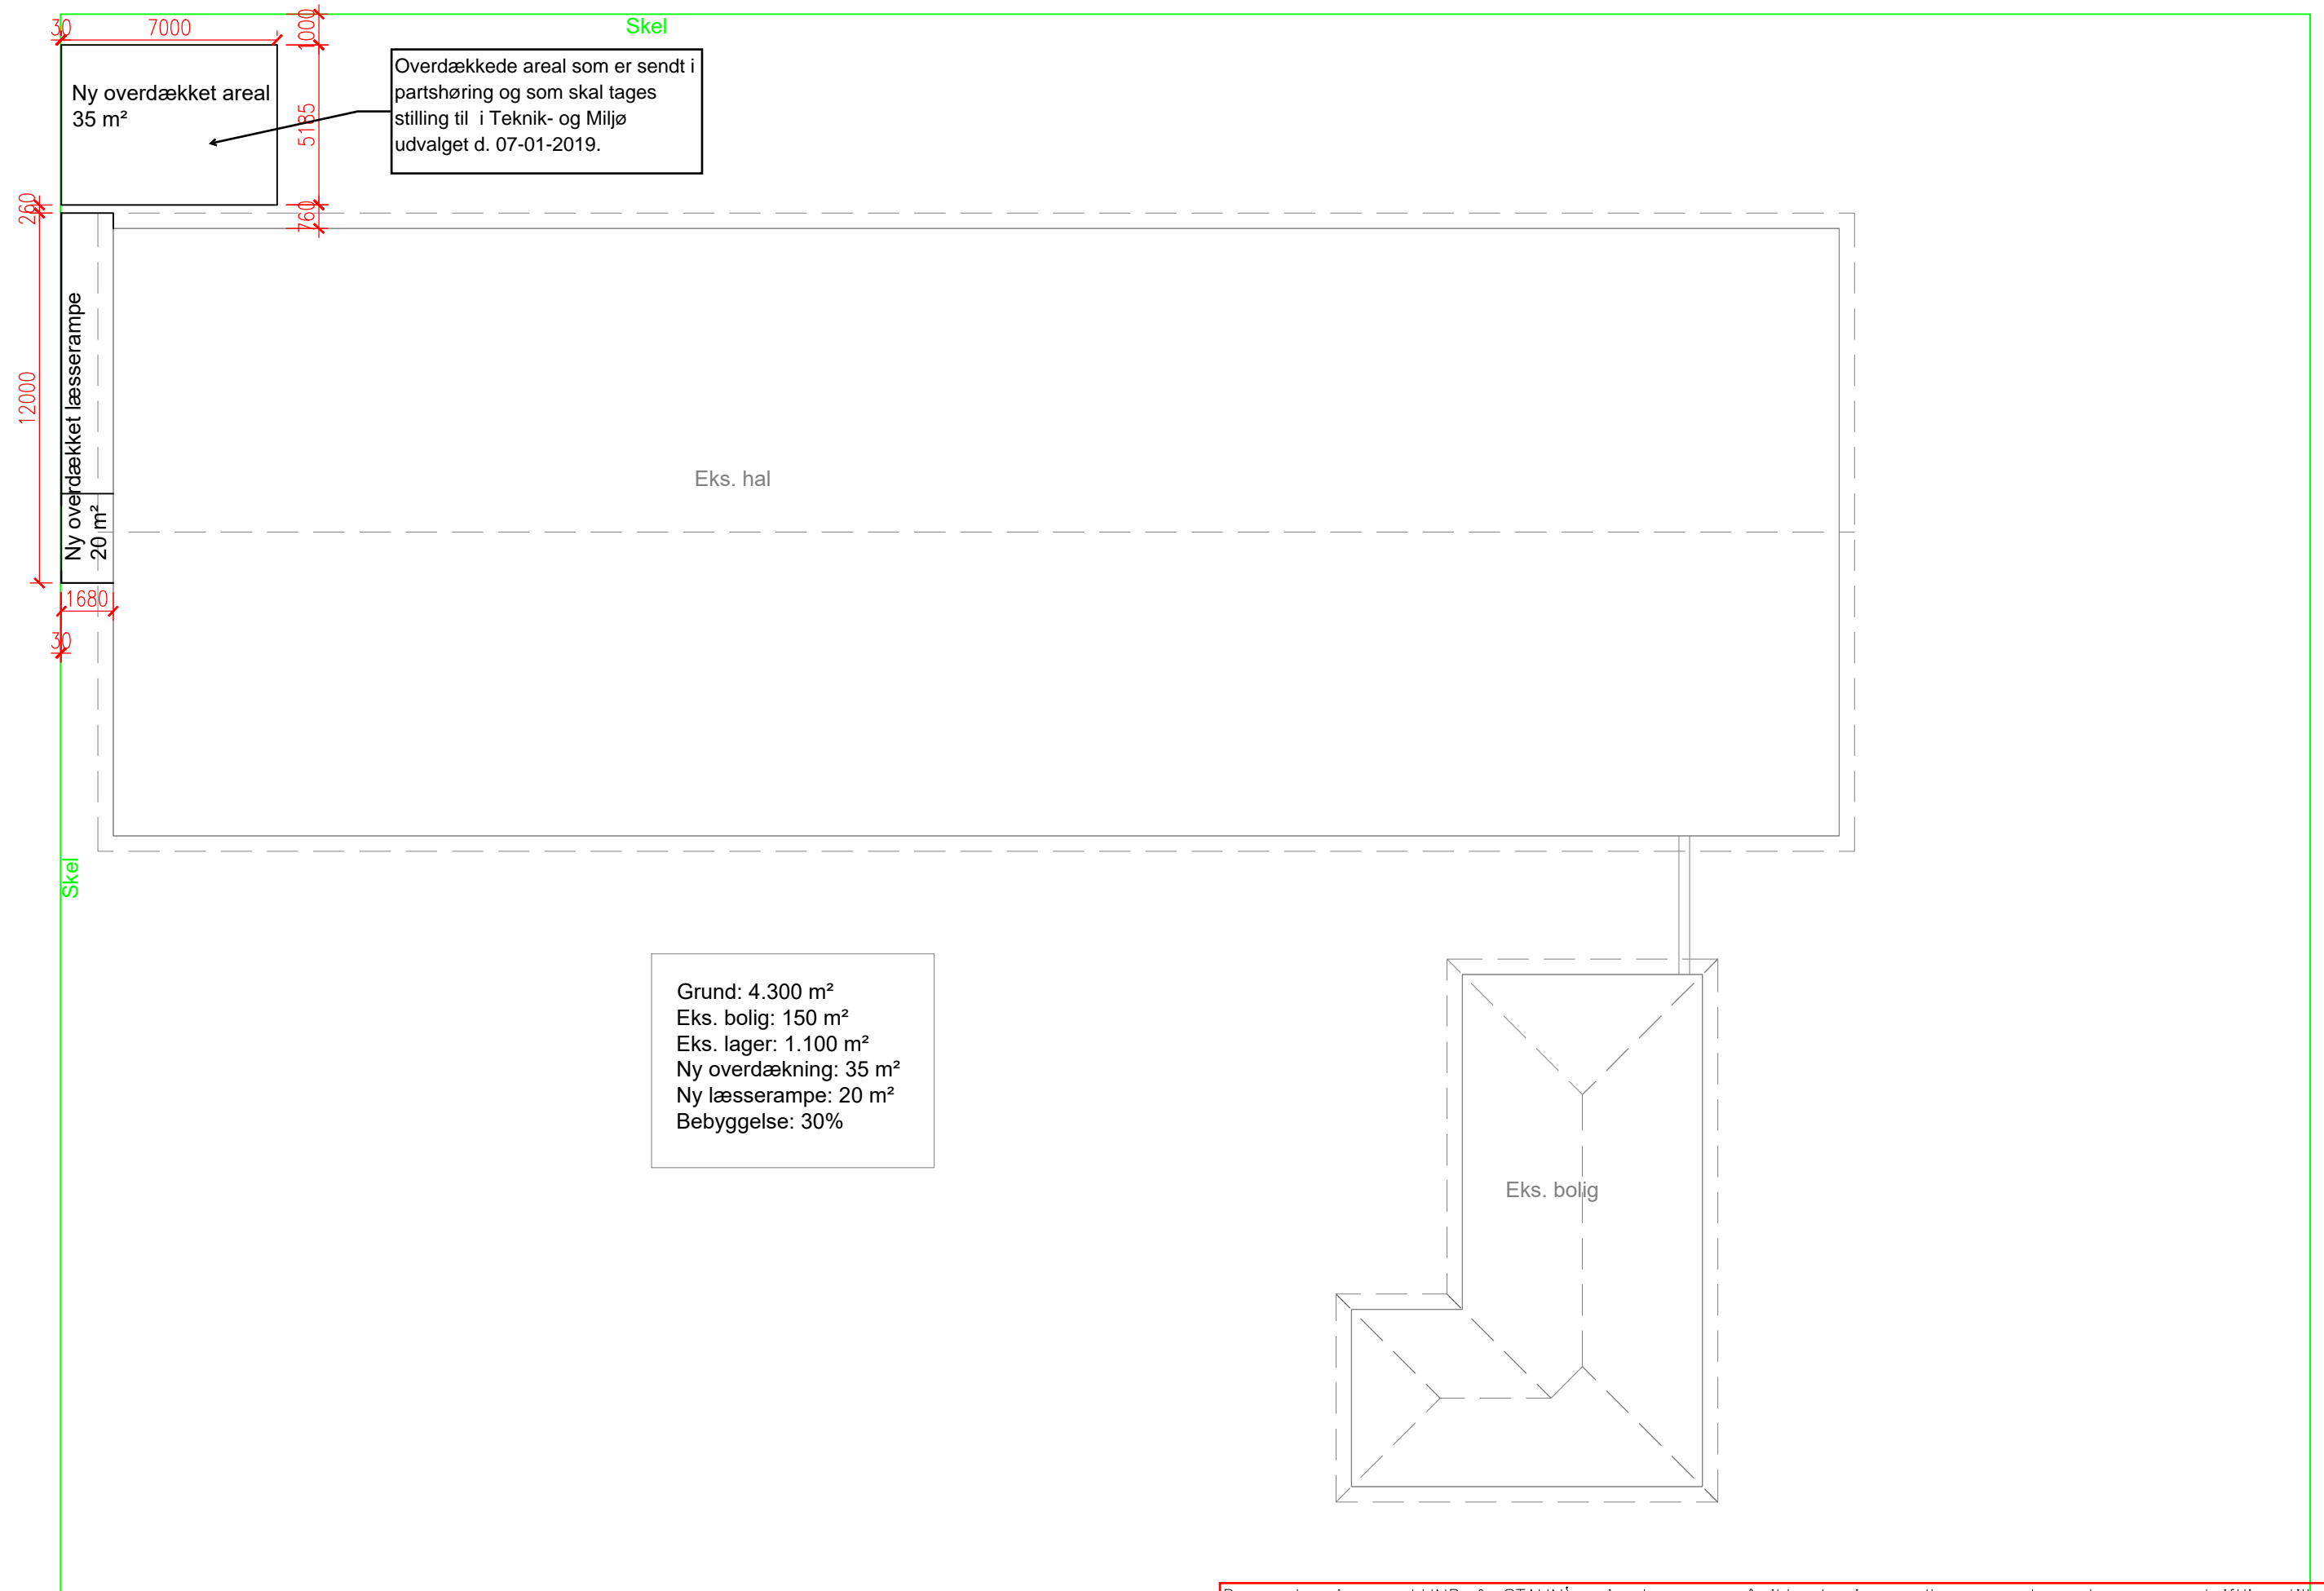 Skel
30
7000
1000
Ny overdækket areal
35 m²
5185
Overdækkede areal som er sendt i
partshøring og som skal tages
stilling til i Teknik- og Miljø
udvalget d. 07-01-2019.
260
760
12000
Ny overdækket læsserampe
20 m²
Eks. hal
1680
30
Skel
Grund: 4.300 m²
Eks. bolig: 150 m²
Eks. lager: 1.100 m²
Ny overdækning: 35 m²
Ny læsserampe: 20 m²
Bebyggelse: 30%
Eks. bolig